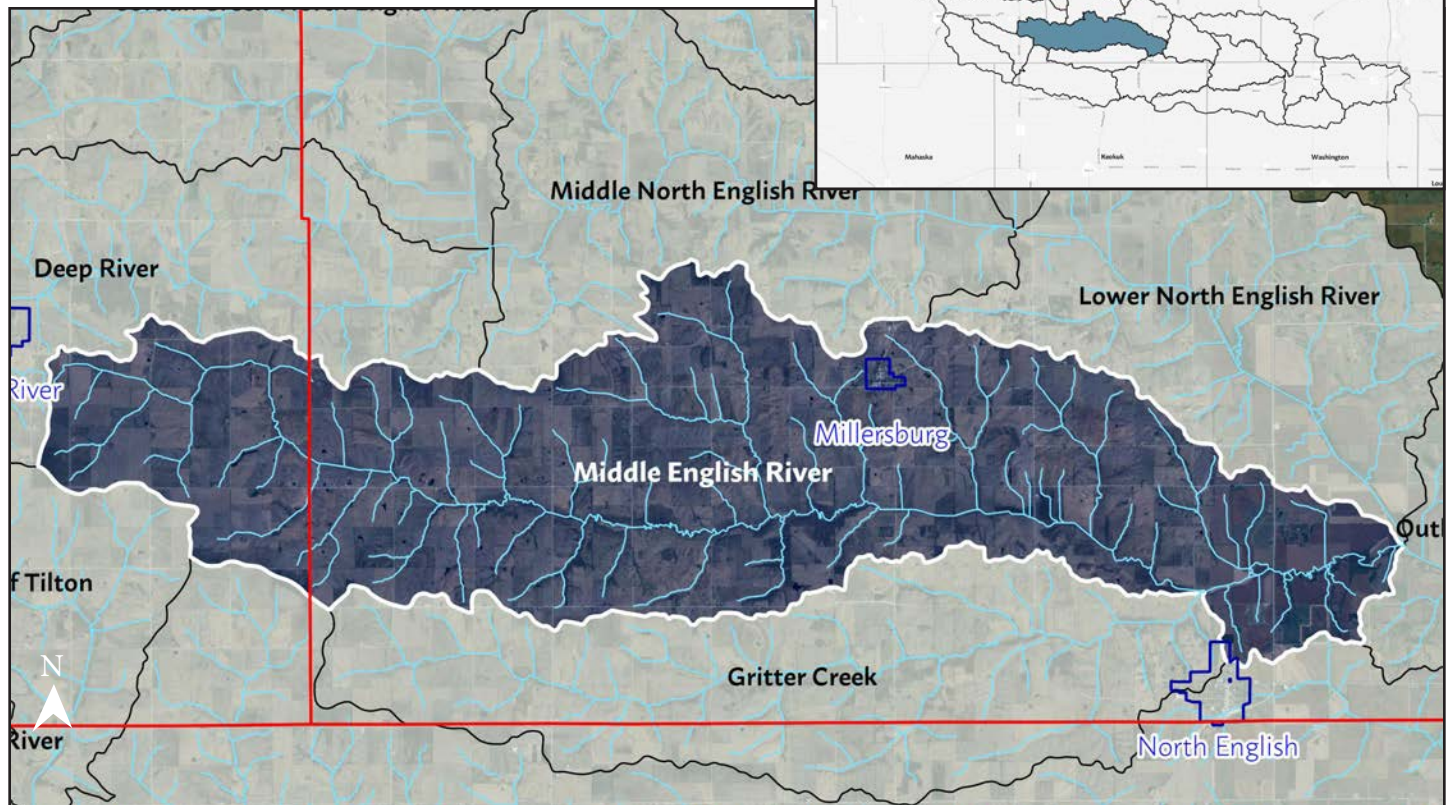 Mahaska
Keokuk
Washington
Middle North English River
Deep River
Lower North English River
River
Millersburg
Middle English River
Outl
f Tilton
N
Gritter Creek
River
North English